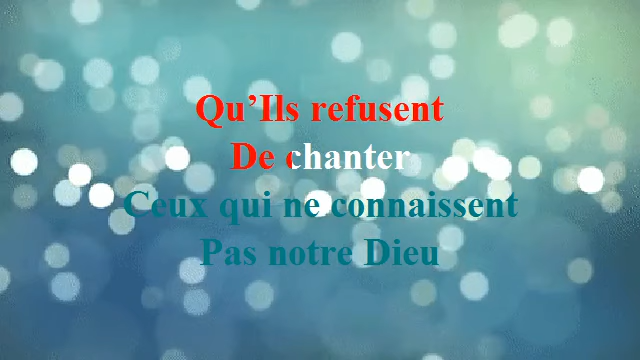 Qu’Ils refusent
De chanter
Ceux qui ne connaissent
Pas notre Dieu